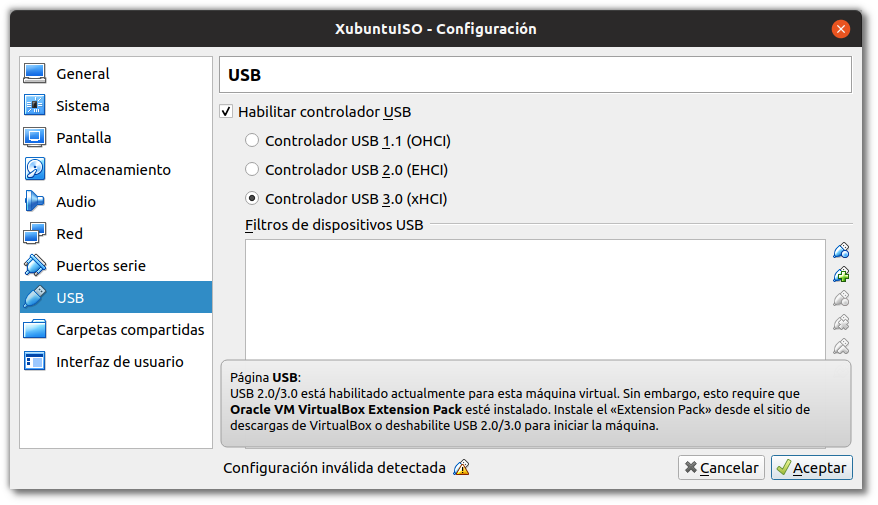 XubuntuISO - Configuración
General
Sistema
Pantalla
Almacenamiento
Audio
Red
Puertos serie
USB
Carpetas compartidas
Interfaz de usuario
USB
Habilitar controlador USB
Controlador USB 1.1 (OHCI)
Controlador USB 2.0 (EHCI)
Controlador USB 3.0 (xHCI)
Filtros de dispositivos USB
Página USB:
USB 2.0/3.0 está habilitado actualmente para esta máquina virtual. Sin embargo, esto require que
Oracle VM VirtualBox Extension Pack esté instalado. Instale el «Extension Pack» desde el sitio de
descargas de VirtualBox o deshabilite USB 2.0/3.0 para iniciar la máquina.
Configuración inválida detectada
Cancelar
Aceptar